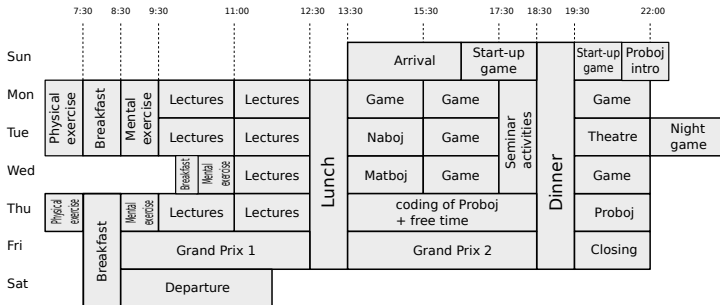 7:30 8:30 9:30 11:00 12:30 13:30 15:30 17:30 18:30 19:30 22:00
Sun
Arrival
Start-up
game
Start-up
game
Proboj
intro
Mon
Physical
exercise
Breakfast
Mental
exercise
Lectures
Lectures
Lunch
Game
Game
Seminar
activities
Dinner
Game
Tue
Lectures
Lectures
Naboj
Game
Theatre
Night
game
Wed
Breakfast
Mental
exercise
Lectures
Matboj
Game
Game
Thu
Physical
exercise
Breakfast
Mental
exercise
Lectures
Lectures
coding of Proboj
+ free time
Proboj
Fri
Grand Prix 1
Grand Prix 2
Closing
Sat
Departure